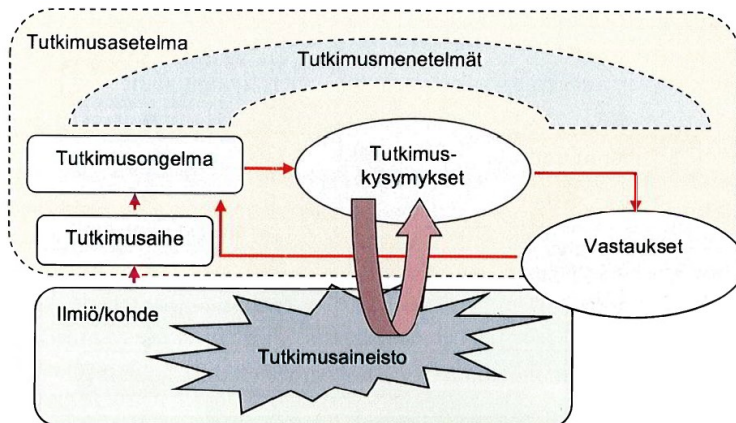 Tutkimusasetelma
Tutkimusmenetelmät
Tutkimusongelma
Tutkimus-
kysymykset
Tutkimusaihe
Vastaukset
Ilmiö/kohde
Tutkimusaineisto